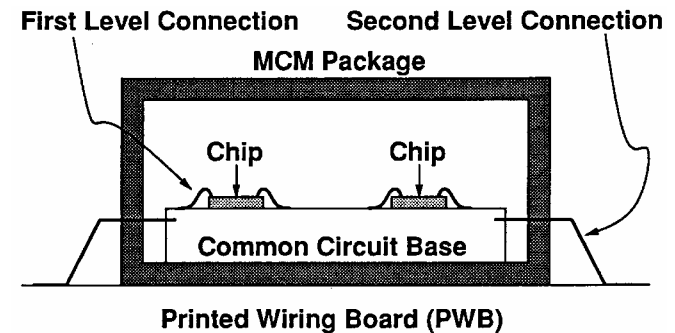 First Level Connection
Second Level Connection
MCM Package
Chip
Chip
Common Circuit Base
Printed Wiring Board (PWB)